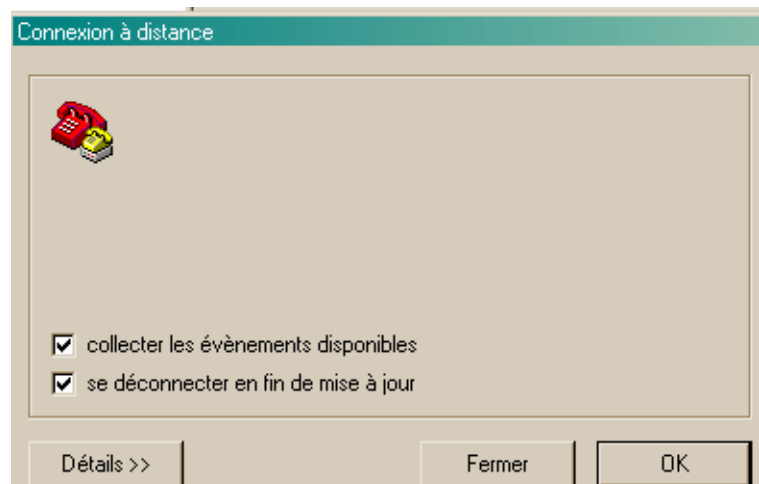 Connexion à distance
collecter les évènements disponibles
se déconnecter en fin de mise à jour
Détails >> Fermer OK